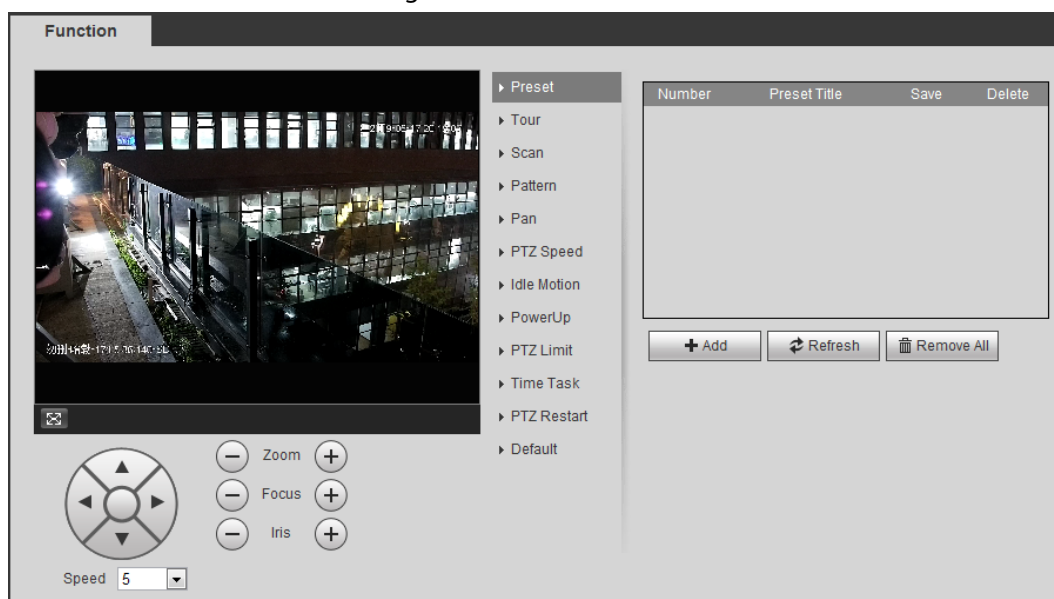 Function
Preset
Tour
Scan
Pattern
Pan
PTZ Speed
Idle Motion
PowerUp
PTZ Limit
Time Task
PTZ Restart
Default
Number Preset Title Save Delete
Add Refresh Remove All
Zoom
Focus
Iris
Speed 5